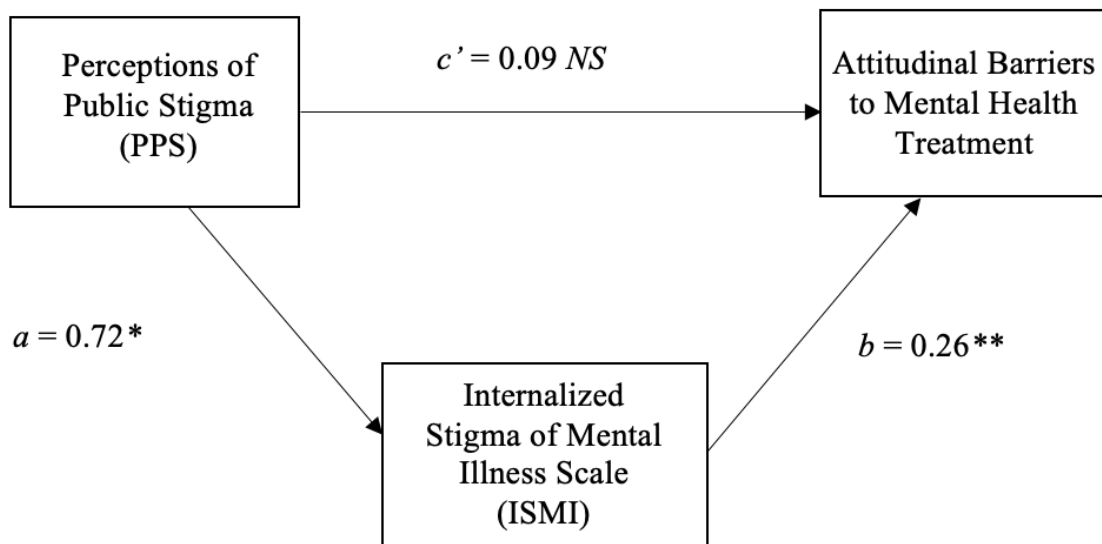 Perceptions of
Public Stigma
(PPS)
c’ = 0.09 NS
Attitudinal Barriers
to Mental Health
Treatment
a = 0.72*
b = 0.26**
Internalized
Stigma of Mental
Illness Scale
(ISMI)